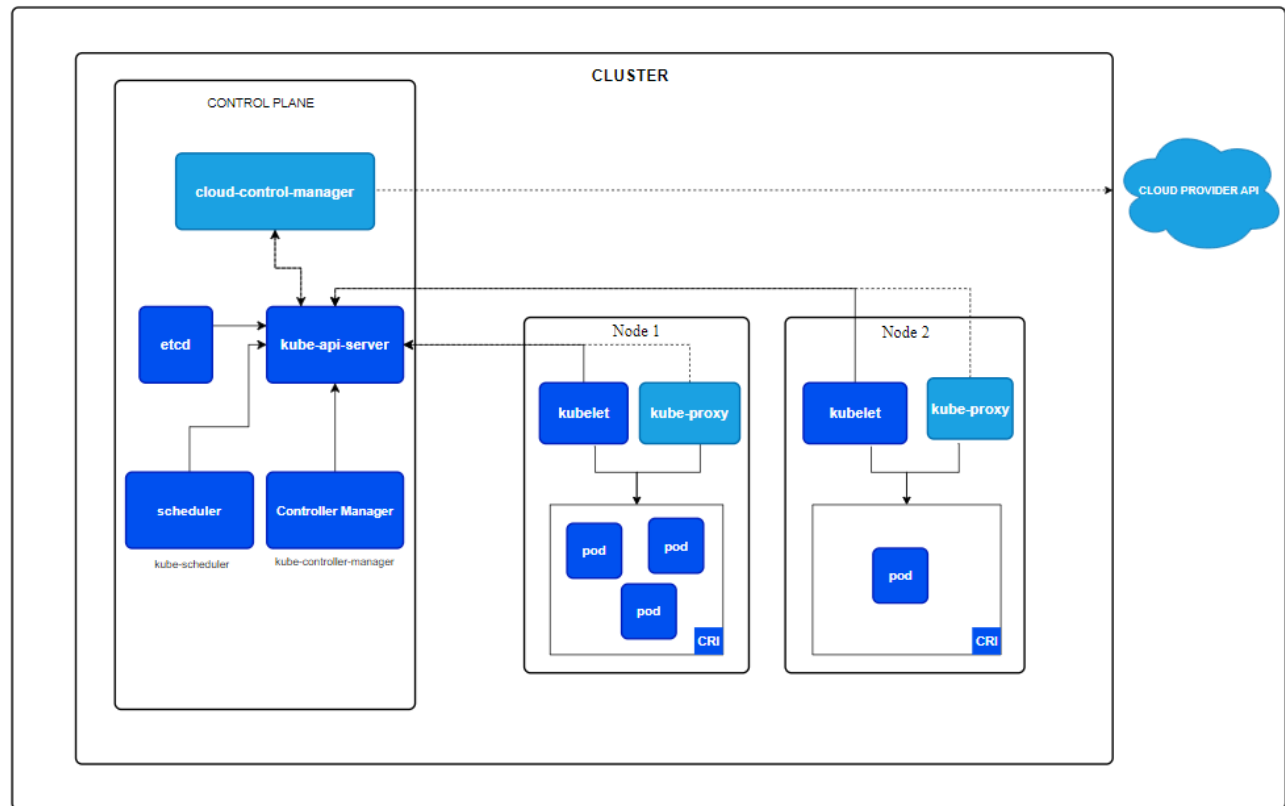 CLUSTER
CONTROL PLANE
cloud-control-manager
CLOUD PROVIDER API
etcd
kube-api-server
scheduler
kube-scheduler
Controller Manager
kube-controller-manager
Node 1
kubelet
kube-proxy
pod
pod
pod
CRI
Node 2
kubelet
kube-proxy
pod
CRI